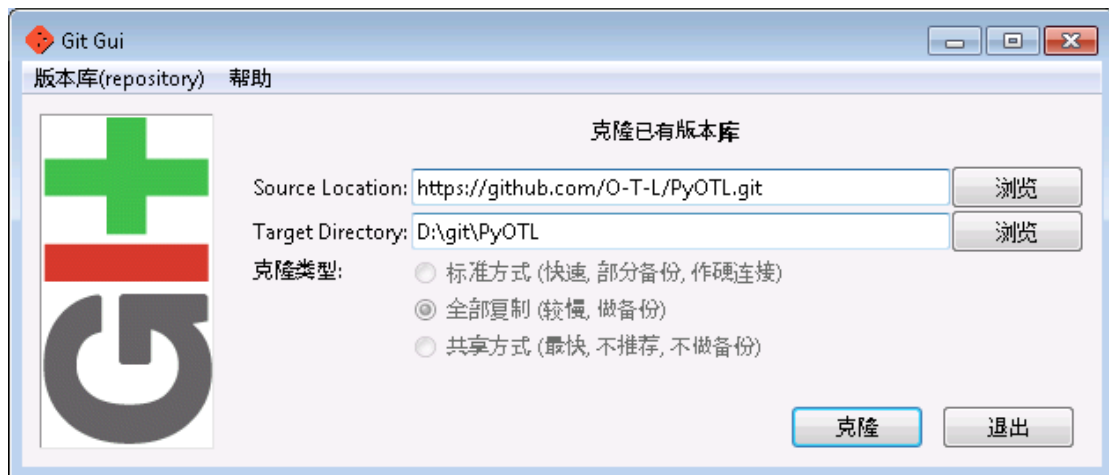 Git Gui
版本库(repository) 帮助
克隆已有版本库
Source Location: https://github.com/O-T-L/PyOTL.git 浏览
Target Directory: D:\git\PyOTL 浏览
克隆类型:
标准方式 (快速, 部分备份, 作硬连接)
全部复制 (较慢, 做备份)
共享方式 (最快, 不推荐, 不做备份)
GIT
克隆 退出